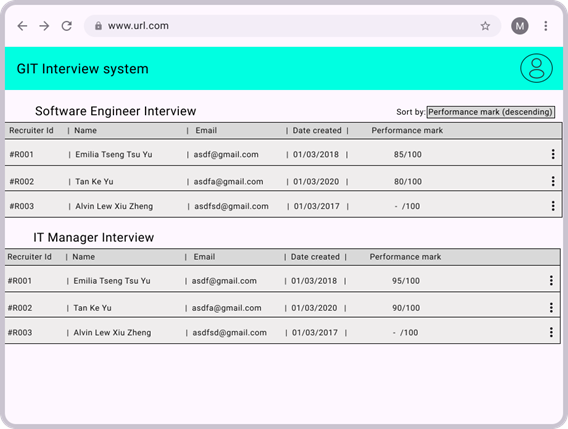 www.url.com M
GIT Interview system
Software Engineer Interview
Sort by: Performance mark (descending)
Recruiter Id | Name | Email | Date created | Performance mark
#R001 | Emilia Tseng Tsu Yu | asdf@gmail.com | 01/03/2018 | 85/100
#R002 | Tan Ke Yu | asdfa@gmail.com | 01/03/2020 | 80/100
#R003 | Alvin Lew Xiu Zheng | asdfsd@gmail.com | 01/03/2017 | - /100
IT Manager Interview
Recruiter Id | Name | Email | Date created | Performance mark
#R001 | Emilia Tseng Tsu Yu | asdf@gmail.com | 01/03/2018 | 95/100
#R002 | Tan Ke Yu | asdfa@gmail.com | 01/03/2020 | 90/100
#R003 | Alvin Lew Xiu Zheng | asdfsd@gmail.com | 01/03/2017 | - /100